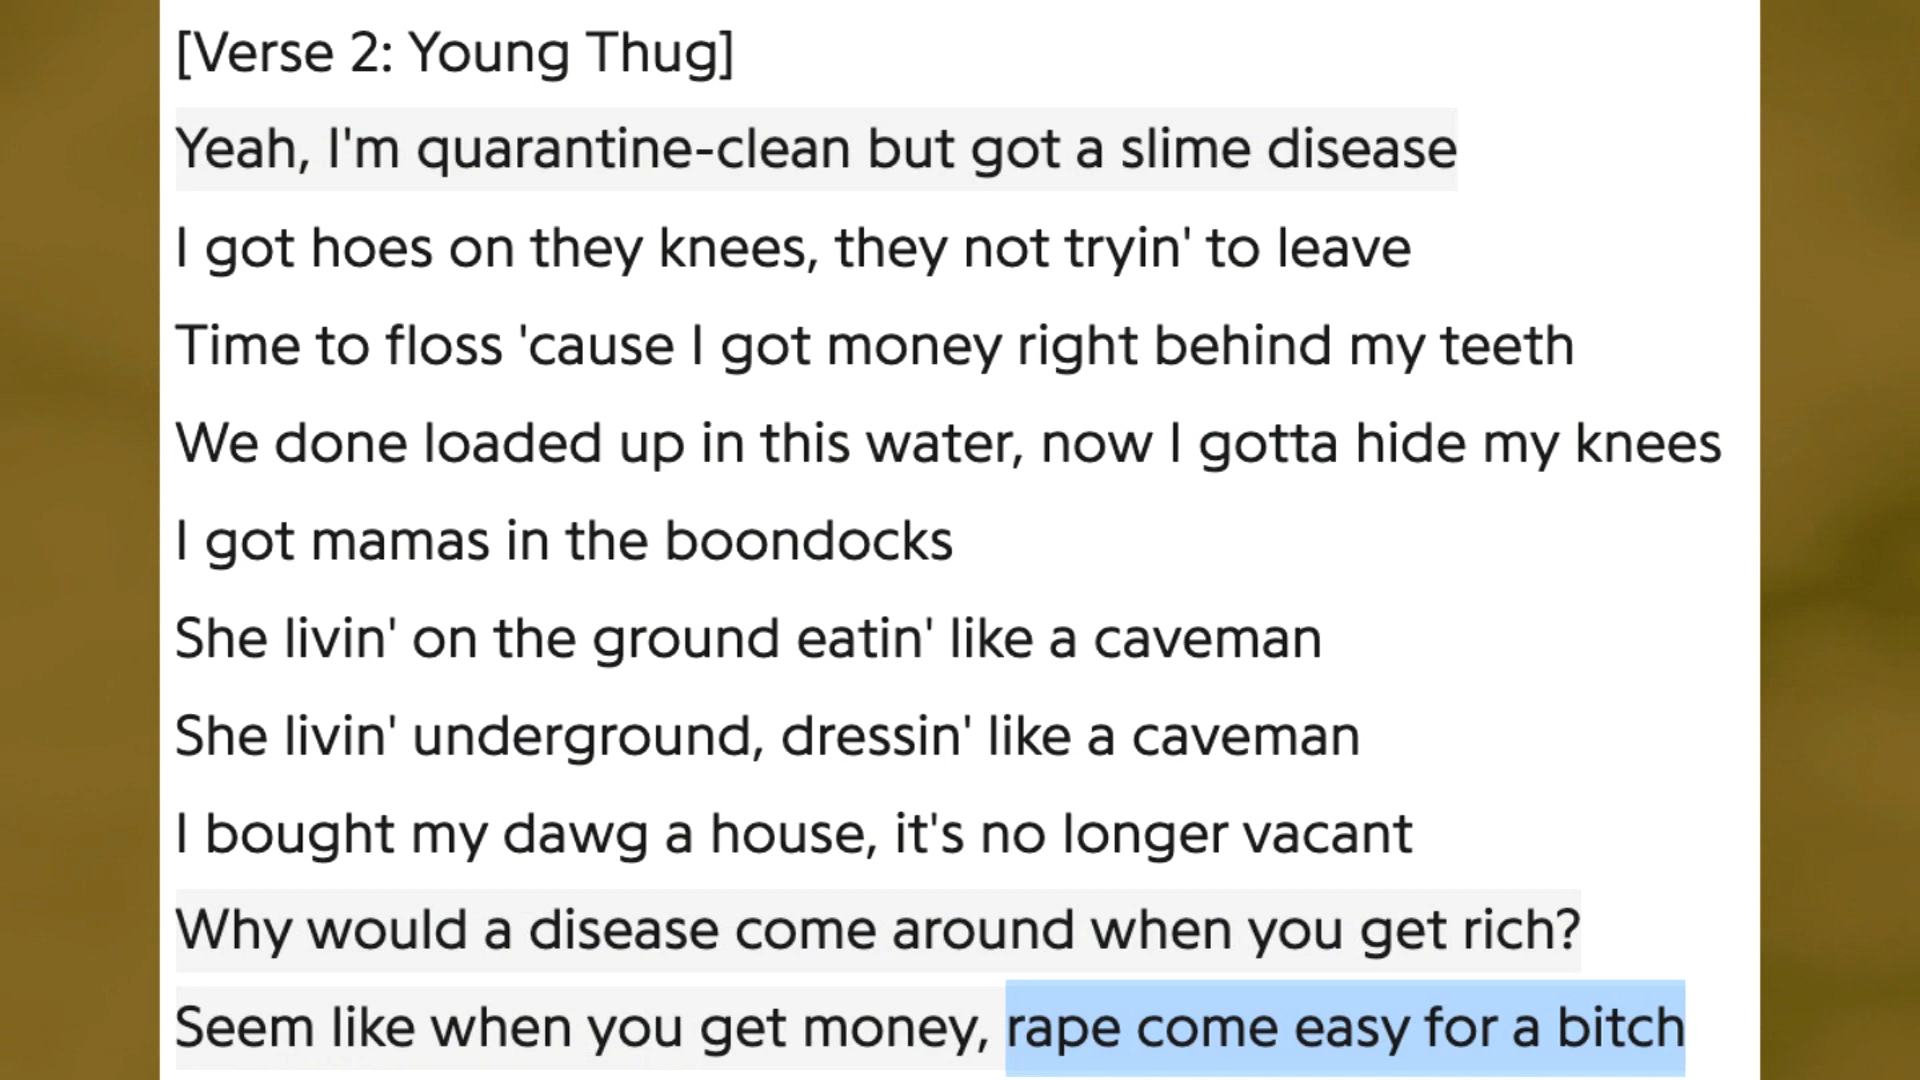 [Verse 2: Young Thug]
Yeah, I'm quarantine-clean but got a slime disease
I got hoes on they knees, they not tryin' to leave
Time to floss 'cause I got money right behind my teeth
We done loaded up in this water, now I gotta hide my knees
I got mamas in the boondocks
She livin' on the ground eatin' like a caveman
She livin' underground, dressin' like a caveman
I bought my dawg a house, it's no longer vacant
Why would a disease come around when you get rich?
Seem like when you get money, rape come easy for a bitch